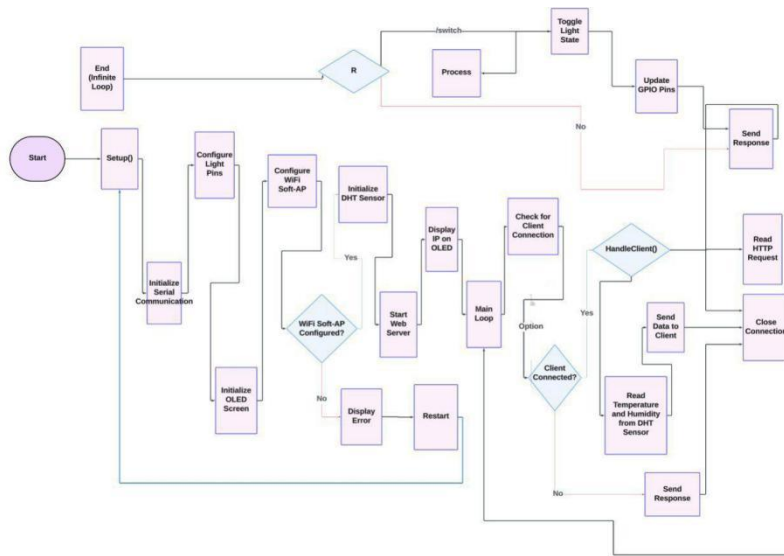 Toggle
Light
State
/switch
End
(Infinite
Loop)
R
Process
Update
GPIO Pins
No
Send
Response
Start
Setup()
Configure
Light
Pins
Configure
WiFi
Soft-AP
Initialize
DHT Sensor
Check for
Client
Connection
Display
IP on
OLED
HandleClient()
Read
HTTP
Request
Yes
Initialize
Serial
Communication
WiFi Soft-AP
Configured?
Start
Web
Server
Main
Loop
Option
Yes
Send
Data to
Client
Close
Connection
Client
Connected?
Initialize
OLED
Screen
No
Display
Error
Restart
Read
Temperature
and Humidity
from DHT
Sensor
No
Send
Response